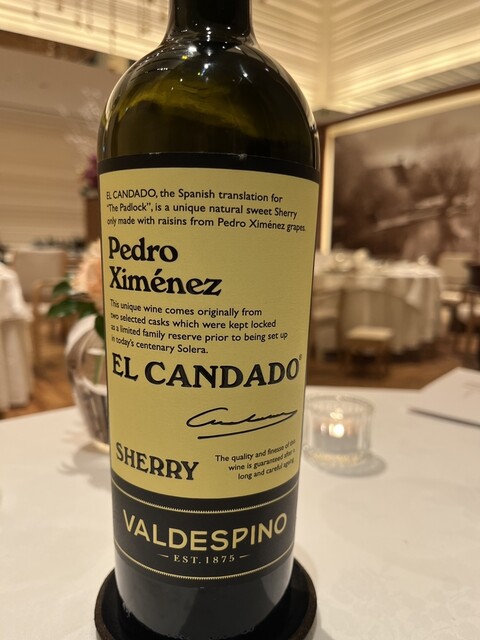 EL CANDADO, the Spanish translation for
"The Padlock", is a unique natural sweet Sherry
only made with raisins from Pedro Ximénez grapes.
Pedro
Ximénez
This unique wine comes originally from
two selected casks which were kept locked
as a limited family reserve prior to being set up
in today's centenary Solera.
EL CANDADO®
SHERRY
The quality and finesse of this
wine is guaranteed after a
long and careful ageing.
VALDESPINO
EST. 1875